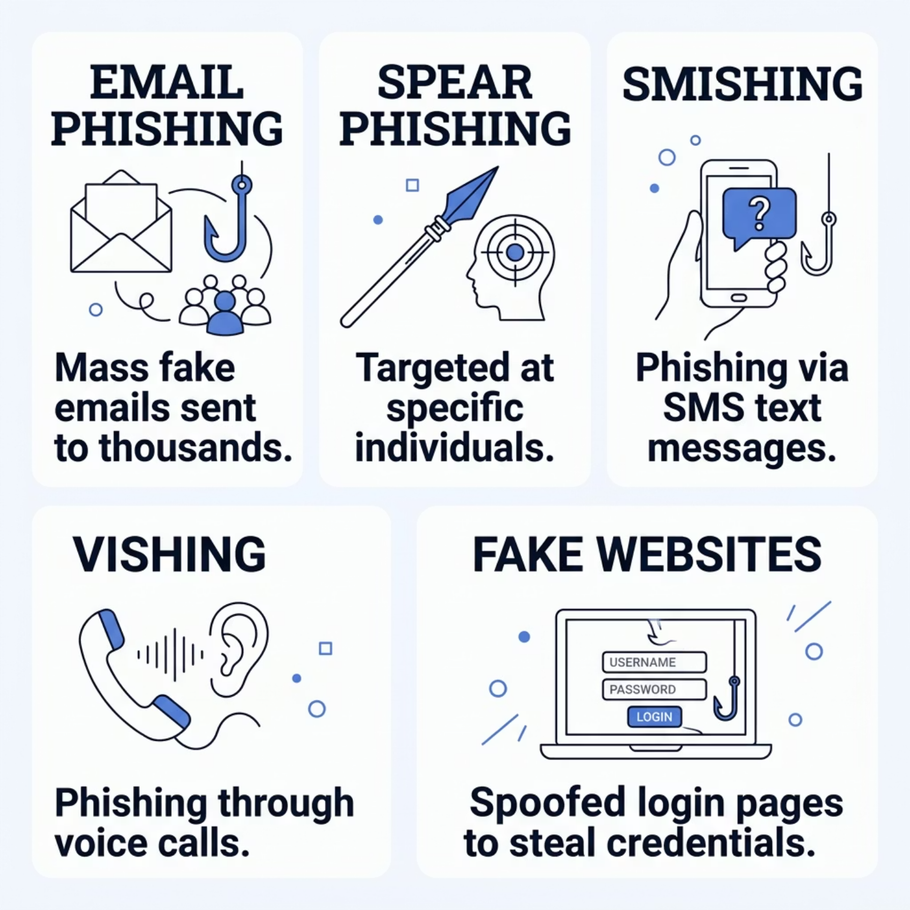 EMAIL
PHISHING
Mass fake
emails sent
to thousands.
SPEAR
PHISHING
Targeted at
specific
individuals.
SMISHING
?
Phishing via
SMS text
messages.
VISHING
Phishing through
voice calls.
FAKE WEBSITES
USERNAME
PASSWORD
LOGIN
Spoofed login pages
to steal credentials.